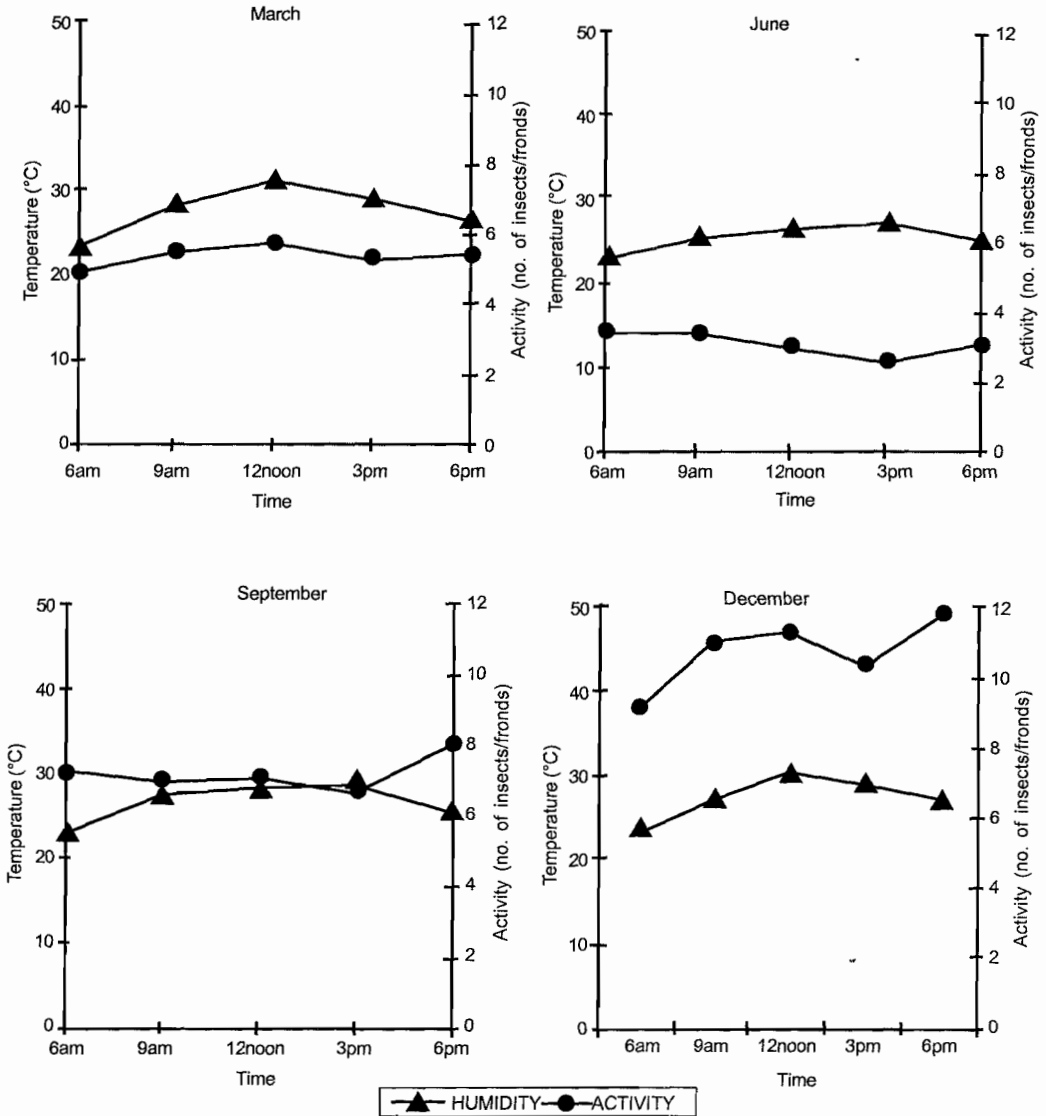 March
50
40
30
20
10
0
Temperature (°C)
12
10
8
6
4
2
0
Activity (no. of insects/fronds)
6am 9am 12noon 3pm 6pm
Time
June
50
40
30
20
10
0
Temperature (°C)
12
10
8
6
4
2
0
Activity (no. of insects/fronds)
6am 9am 12noon 3pm 6pm
Time
September
50
40
30
20
10
0
Temperature (°C)
12
10
8
6
4
2
0
Activity (no. of insects/fronds)
6am 9am 12noon 3pm 6pm
Time
December
50
40
30
20
10
0
Temperature (°C)
12
10
8
6
4
2
0
Activity (no. of insects/fronds)
6am 9am 12noon 3pm 6pm
Time
HUMIDITY ACTIVITY